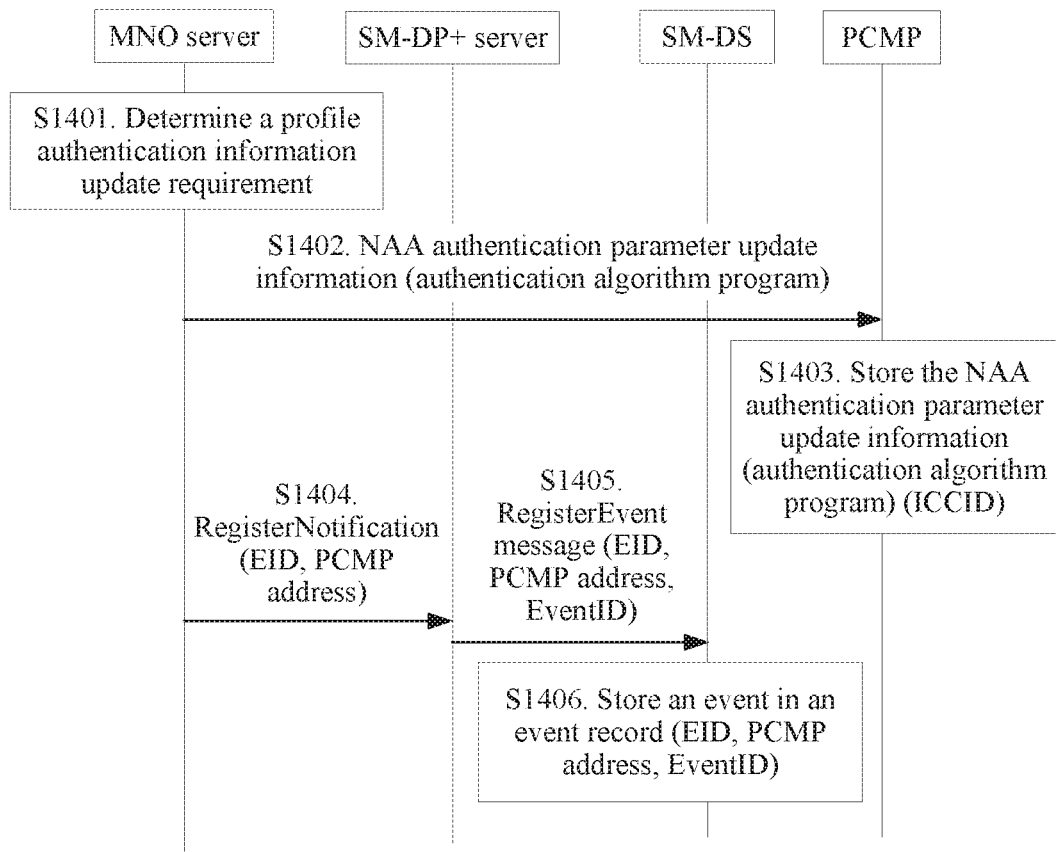 MNO server
SM-DP+ server
SM-DS
PCMP
S1401. Determine a profile
authentication information
update requirement
S1402. NAA authentication parameter update
information (authentication algorithm program)
S1403. Store the NAA
authentication parameter
update information
(authentication algorithm
program) (ICCID)
S1404.
RegisterNotification
(EID, PCMP
address)
S1405.
RegisterEvent
message (EID,
PCMP address,
EventID)
S1406. Store an event in an
event record (EID, PCMP
address, EventID)